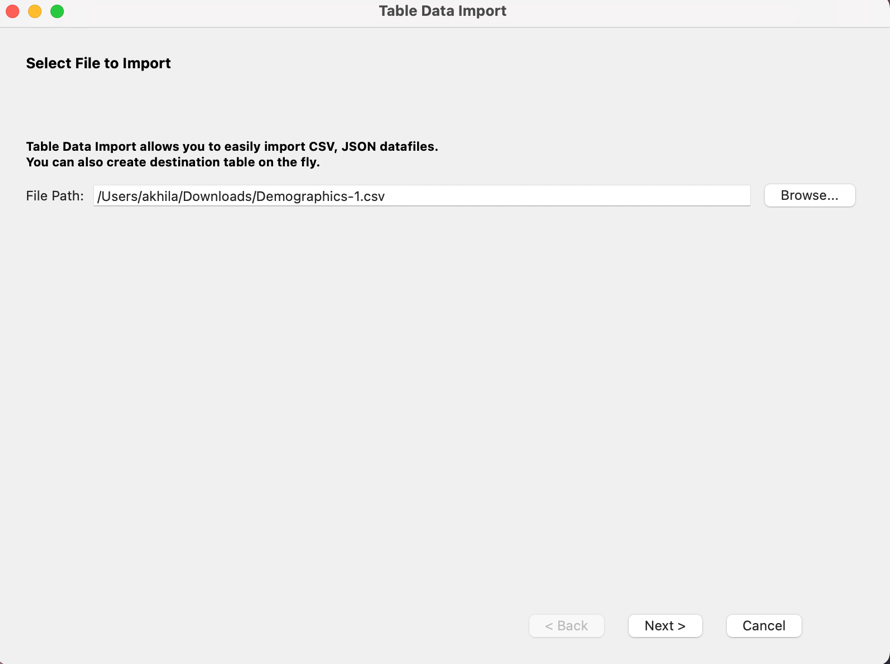 Table Data Import
Select File to Import
Table Data Import allows you to easily import CSV, JSON datafiles.
You can also create destination table on the fly.
File Path: /Users/akhila/Downloads/Demographics-1.csv Browse...
< Back Next > Cancel